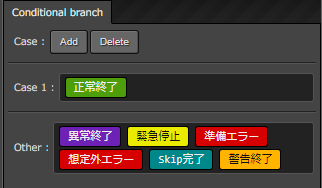 Conditional branch
Case : Add Delete
Case 1 : 正常終了
Other : 異常終了 緊急停止 準備エラー
想定外エラー skip完了 警告終了